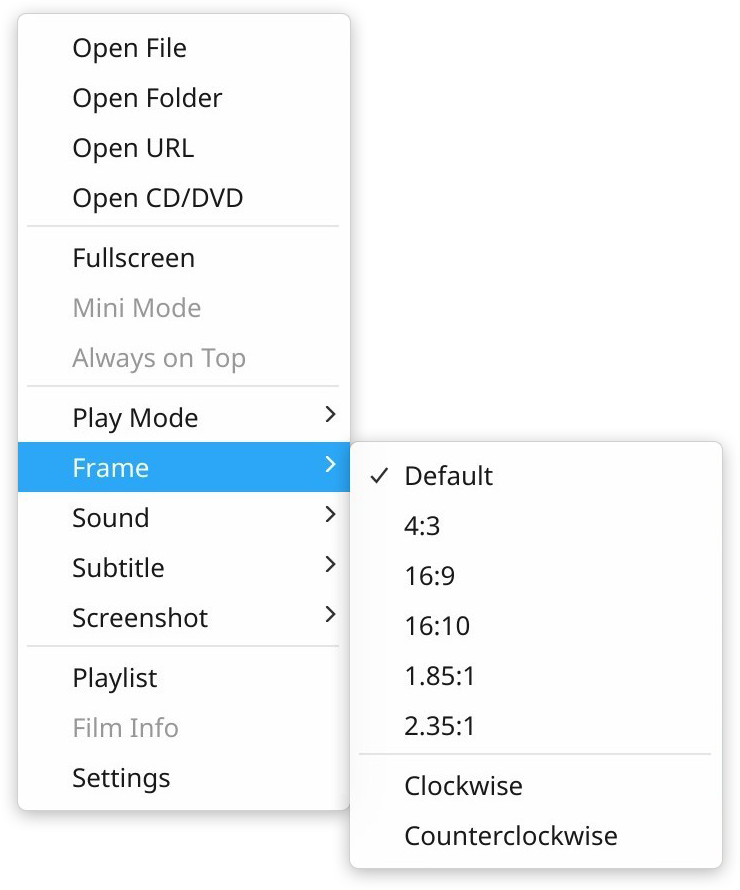 Open File
Open Folder
Open URL
Open CD/DVD
Fullscreen
Mini Mode
Always on Top
Play Mode
Frame
Sound
Subtitle
Screenshot
Playlist
Film Info
Settings
Default
4:3
16:9
16:10
1.85:1
2.35:1
Clockwise
Counterclockwise